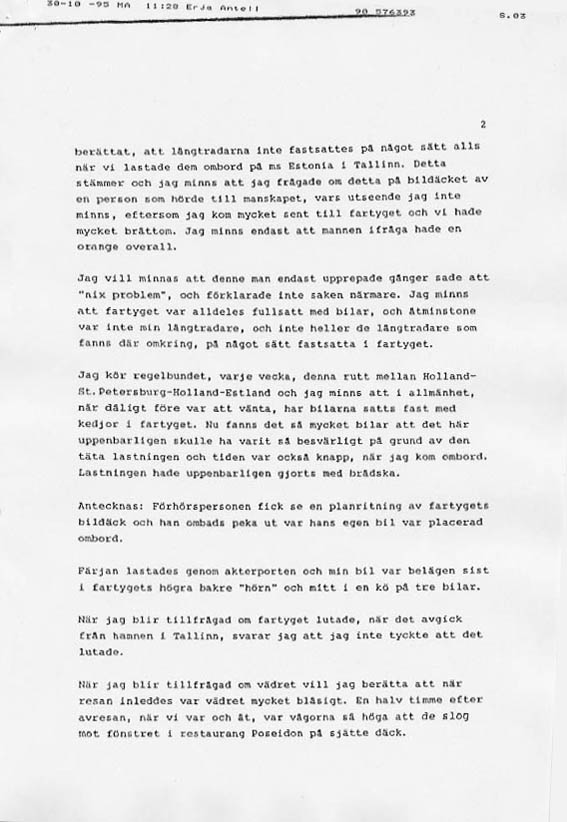 30-10 -95 MA 11:28 Erja Antell
90 576393
S.03
2
berättat, att långtradarna inte fastsattes på något sätt alls
när vi lastade dem ombord på ms Estonia i Tallinn. Detta
stämmer och jag minns att jag frågade om detta på bildäcket av
en person som hörde till manskapet, vars utseende jag inte
minns, eftersom jag kom mycket sent till fartyget och vi hade
mycket bråttom. Jag minns endast att mannen ifråga hade en
orange overall.
Jag vill minnas att denne man endast upprepade gånger sade att
"nix problem", och förklarade inte saken närmare. Jag minns
att fartyget var alldeles fullsatt med bilar, och åtminstone
var inte min långtradare, och inte heller de långtradare som
fanns där omkring, på något sätt fastsatta i fartyget.
Jag kör regelbundet, varje vecka, denna rutt mellan Holland-
St.Petersburg-Holland-Estland och jag minns att i allmänhet,
när dåligt före var att vänta, har bilarna satts fast med
kedjor i fartyget. Nu fanns det så mycket bilar att det här
uppenbarligen skulle ha varit så besvärligt på grund av den
täta lastningen och tiden var också knapp, när jag kom ombord.
Lastningen hade uppenbarligen gjorts med brådska.
Antecknas: Förhörspersonen fick se en planritning av fartygets
bildäck och han ombads peka ut var hans egen bil var placerad
ombord.
Färjan lastades genom akterporten och min bil var belägen sist
i fartygets högra bakre "hörn" och mitt i en kö på tre bilar.
När jag blir tillfrågad om fartyget lutade, när det avgick
från hamnen i Tallinn, svarar jag att jag inte tyckte att det
lutade.
När jag blir tillfrågad om vädret vill jag berätta att när
resan inleddes var vädret mycket blåsigt. En halv timme efter
avresan, när vi var och åt, var vågorna så höga att de slog
mot fönstret i restaurang Poseidon på sjätte däck.